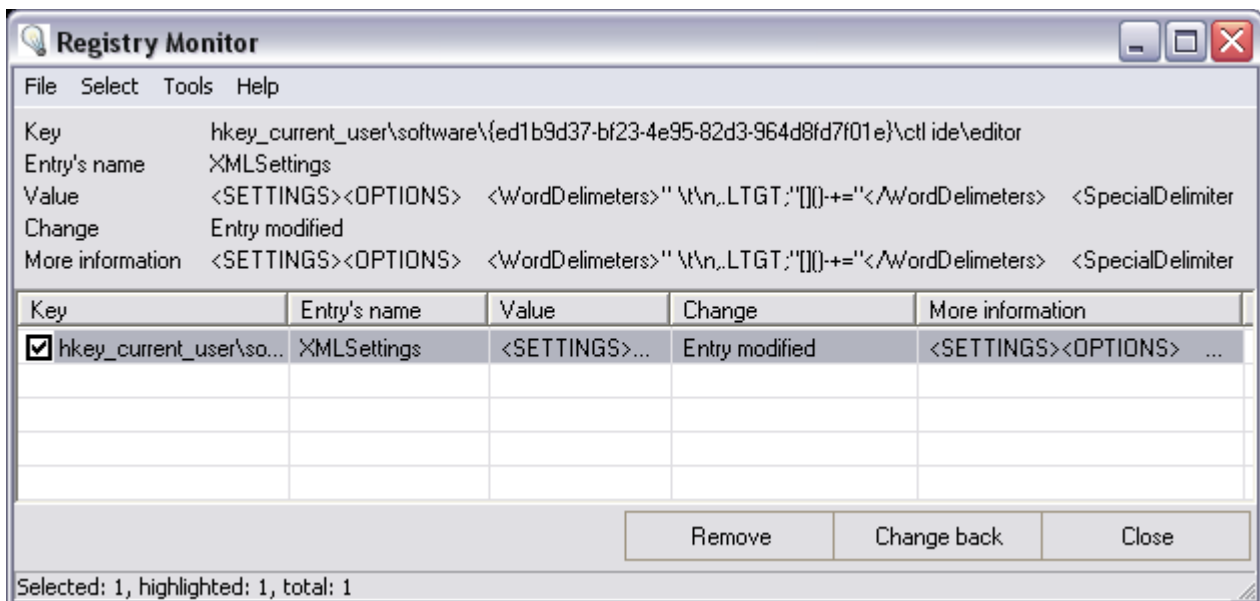 Registry Monitor
File Select Tools Help
Key hkey_current_user\software\{ed1b9d37-bf23-4e95-82d3-964d8fd7f01e}\ctl ide\editor
Entry's name XMLSettings
Value <SETTINGS><OPTIONS> <WordDelimeters>" \t\n,.LTGT;"[]()-+="</WordDelimeters> <SpecialDelimiter
Change Entry modified
More information <SETTINGS><OPTIONS> <WordDelimeters>" \t\n,.LTGT;"[]()-+="</WordDelimeters> <SpecialDelimiter
Key Entry's name Value Change More information
hkey_current_user\so... XMLSettings <SETTINGS>... Entry modified <SETTINGS><OPTIONS> ...
Remove Change back Close
Selected: 1, highlighted: 1, total: 1